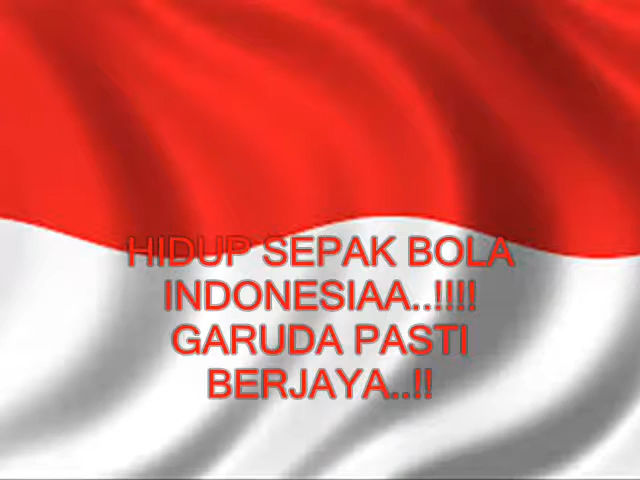 HIDUP SEPAK BOLA
INDONESIAA..!!!!
GARUDA PASTI
BERJAYA..!!